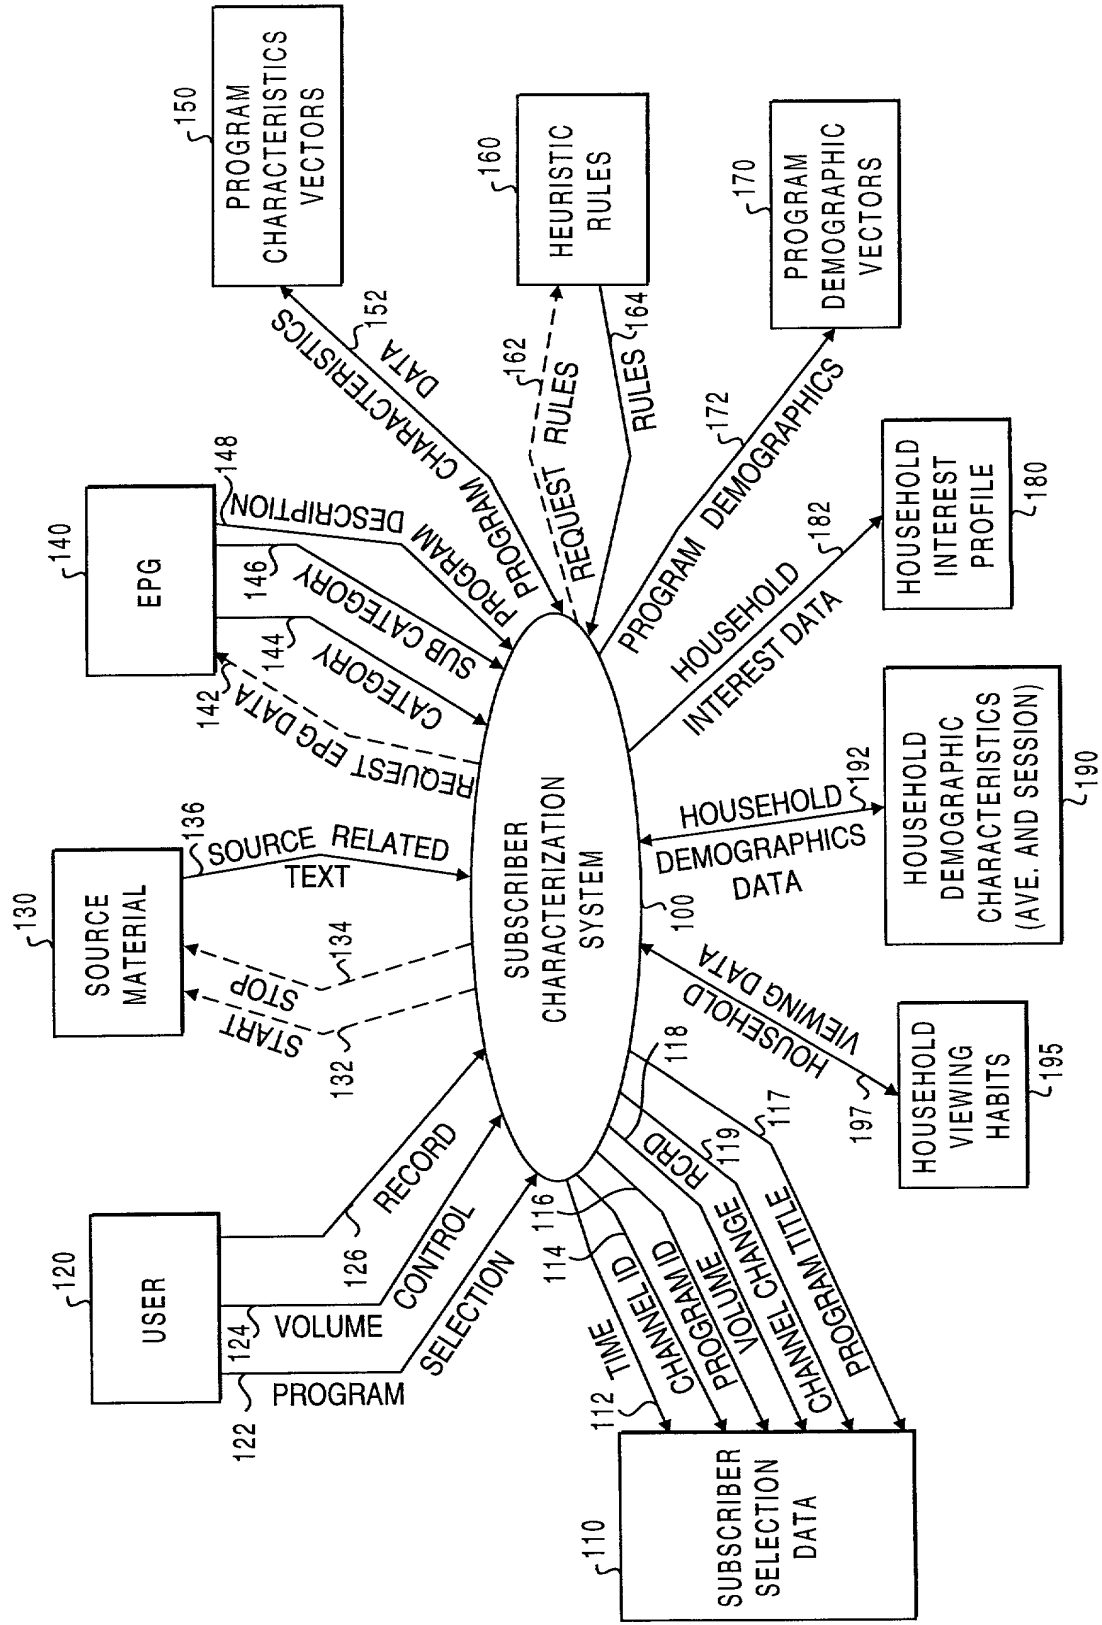 120
USER
122
PROGRAM
SELECTION
124
VOLUME
CONTROL
126
RECORD
130
SOURCE
MATERIAL
132
START
134
STOP
136
SOURCE RELATED
TEXT
140
EPG
142
REQUEST EPG DATA
144
CATEGORY
146
SUB CATEGORY
148
PROGRAM DESCRIPTION
150
PROGRAM
CHARACTERISTICS
VECTORS
152
PROGRAM CHARACTERISTICS
DATA
160
HEURISTIC
RULES
162
REQUEST RULES
164
RULES
170
PROGRAM
DEMOGRAPHIC
VECTORS
172
PROGRAM DEMOGRAPHICS
180
HOUSEHOLD
INTEREST
PROFILE
182
HOUSEHOLD
INTEREST DATA
190
HOUSEHOLD
DEMOGRAPHIC
CHARACTERISTICS
(AVE. AND SESSION)
192
HOUSEHOLD
DEMOGRAPHICS
DATA
195
HOUSEHOLD
VIEWING
HABITS
197
HOUSEHOLD
VIEWING DATA
SUBSCRIBER
CHARACTERIZATION
SYSTEM
100
110
SUBSCRIBER
SELECTION
DATA
112
TIME
114
CHANNEL ID
116
PROGRAM ID
118
RCRD
VOLUME
CHANGE
119
CHANNEL CHANGE
117
PROGRAM TITLE